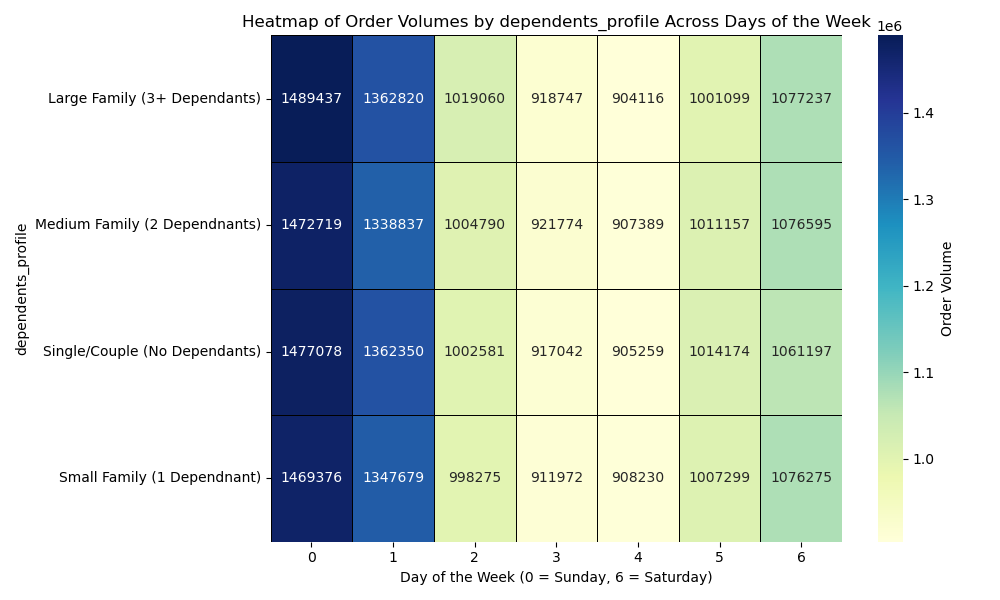 Heatmap of Order Volumes by dependents_profile Across Days of the Week
1e6
Large Family (3+ Dependants)
1489437 1362820 1019060 918747 904116 1001099 1077237
Medium Family (2 Dependnants)
1472719 1338837 1004790 921774 907389 1011157 1076595
Single/Couple (No Dependants)
1477078 1362350 1002581 917042 905259 1014174 1061197
Small Family (1 Dependnant)
1469376 1347679 998275 911972 908230 1007299 1076275
dependents_profile
0 1 2 3 4 5 6
Day of the Week (0 = Sunday, 6 = Saturday)
1.4
1.3
1.2
1.1
1.0
Order Volume